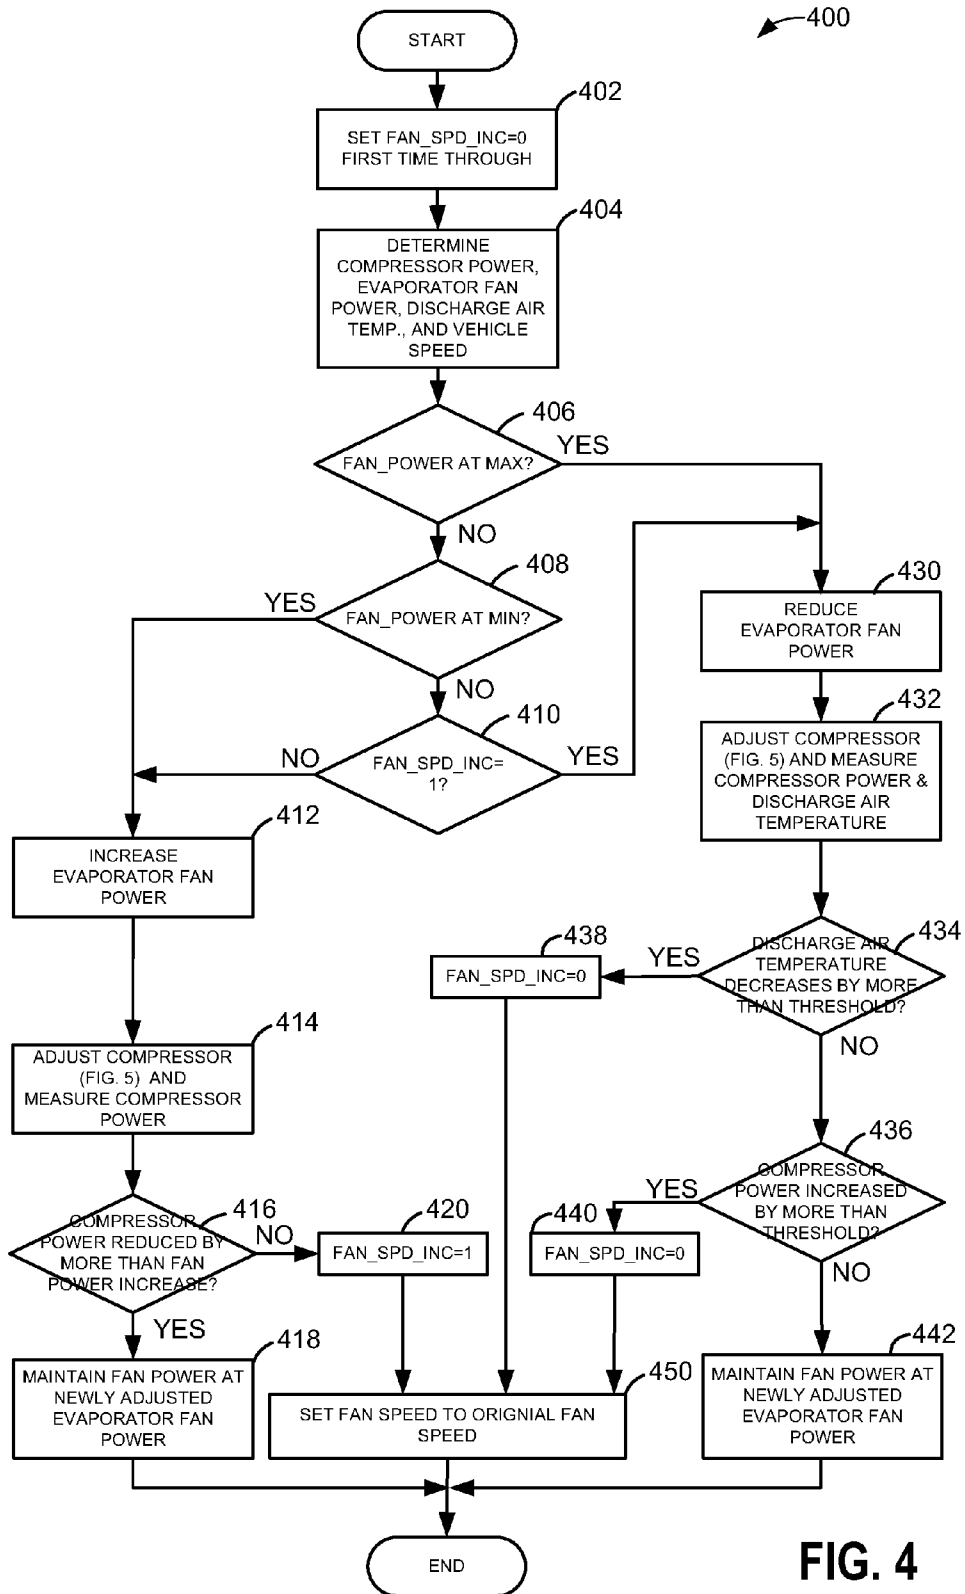 400
START
402
SET FAN_SPD_INC=0
FIRST TIME THROUGH
404
DETERMINE
COMPRESSOR POWER,
EVAPORATOR FAN
POWER, DISCHARGE AIR
TEMP., AND VEHICLE
SPEED
406
YES
FAN_POWER AT MAX?
NO
408
YES
FAN_POWER AT MIN?
NO
430
REDUCE
EVAPORATOR FAN
POWER
410
NO
FAN_SPD_INC=
1?
YES
432
ADJUST COMPRESSOR
(FIG. 5) AND MEASURE
COMPRESSOR POWER &
DISCHARGE AIR
TEMPERATURE
412
INCREASE
EVAPORATOR FAN
POWER
434
DISCHARGE AIR
TEMPERATURE
DECREASES BY MORE
THAN THRESHOLD?
YES
438
FAN_SPD_INC=0
NO
414
ADJUST COMPRESSOR
(FIG. 5) AND
MEASURE COMPRESSOR
POWER
436
COMPRESSOR
POWER INCREASED
BY MORE THAN
THRESHOLD?
YES
416
COMPRESSOR
POWER REDUCED BY
MORE THAN FAN
POWER INCREASE?
NO
420
FAN_SPD_INC=1
440
FAN_SPD_INC=0
NO
YES
418
MAINTAIN FAN POWER AT
NEWLY ADJUSTED
EVAPORATOR FAN
POWER
450
SET FAN SPEED TO ORIGNIAL FAN
SPEED
442
MAINTAIN FAN POWER AT
NEWLY ADJUSTED
EVAPORATOR FAN
POWER
END
FIG. 4